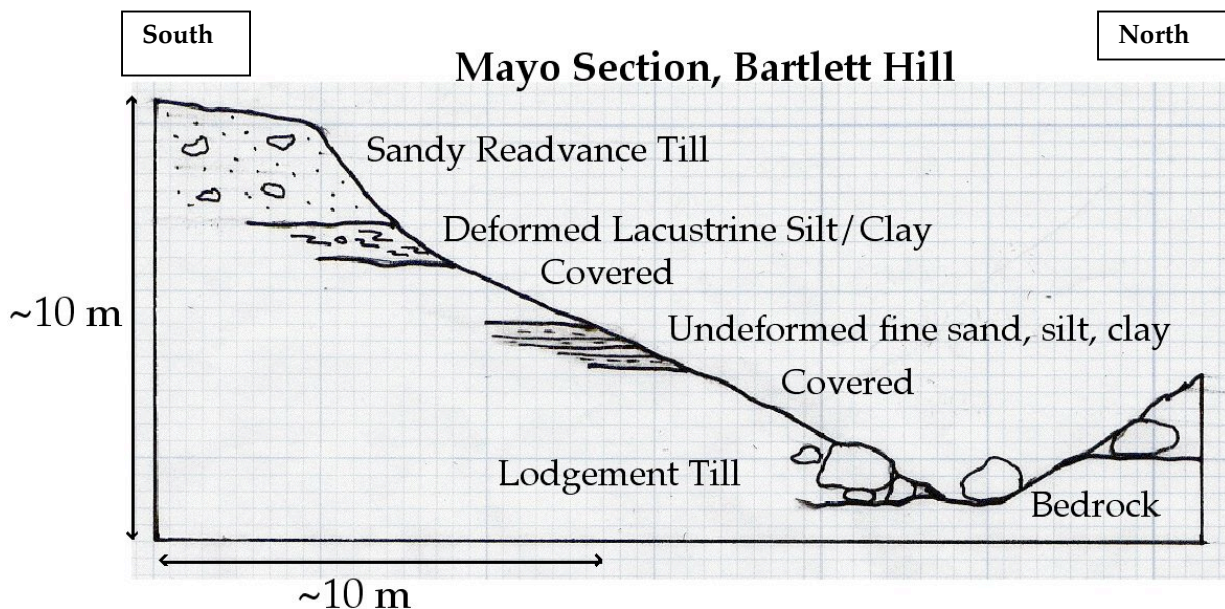 South
North
Mayo Section, Bartlett Hill
Sandy Readvance Till
Deformed Lacustrine Silt/Clay
Covered
~10 m
Undeformed fine sand, silt, clay
Covered
Lodgement Till
Bedrock
~10 m